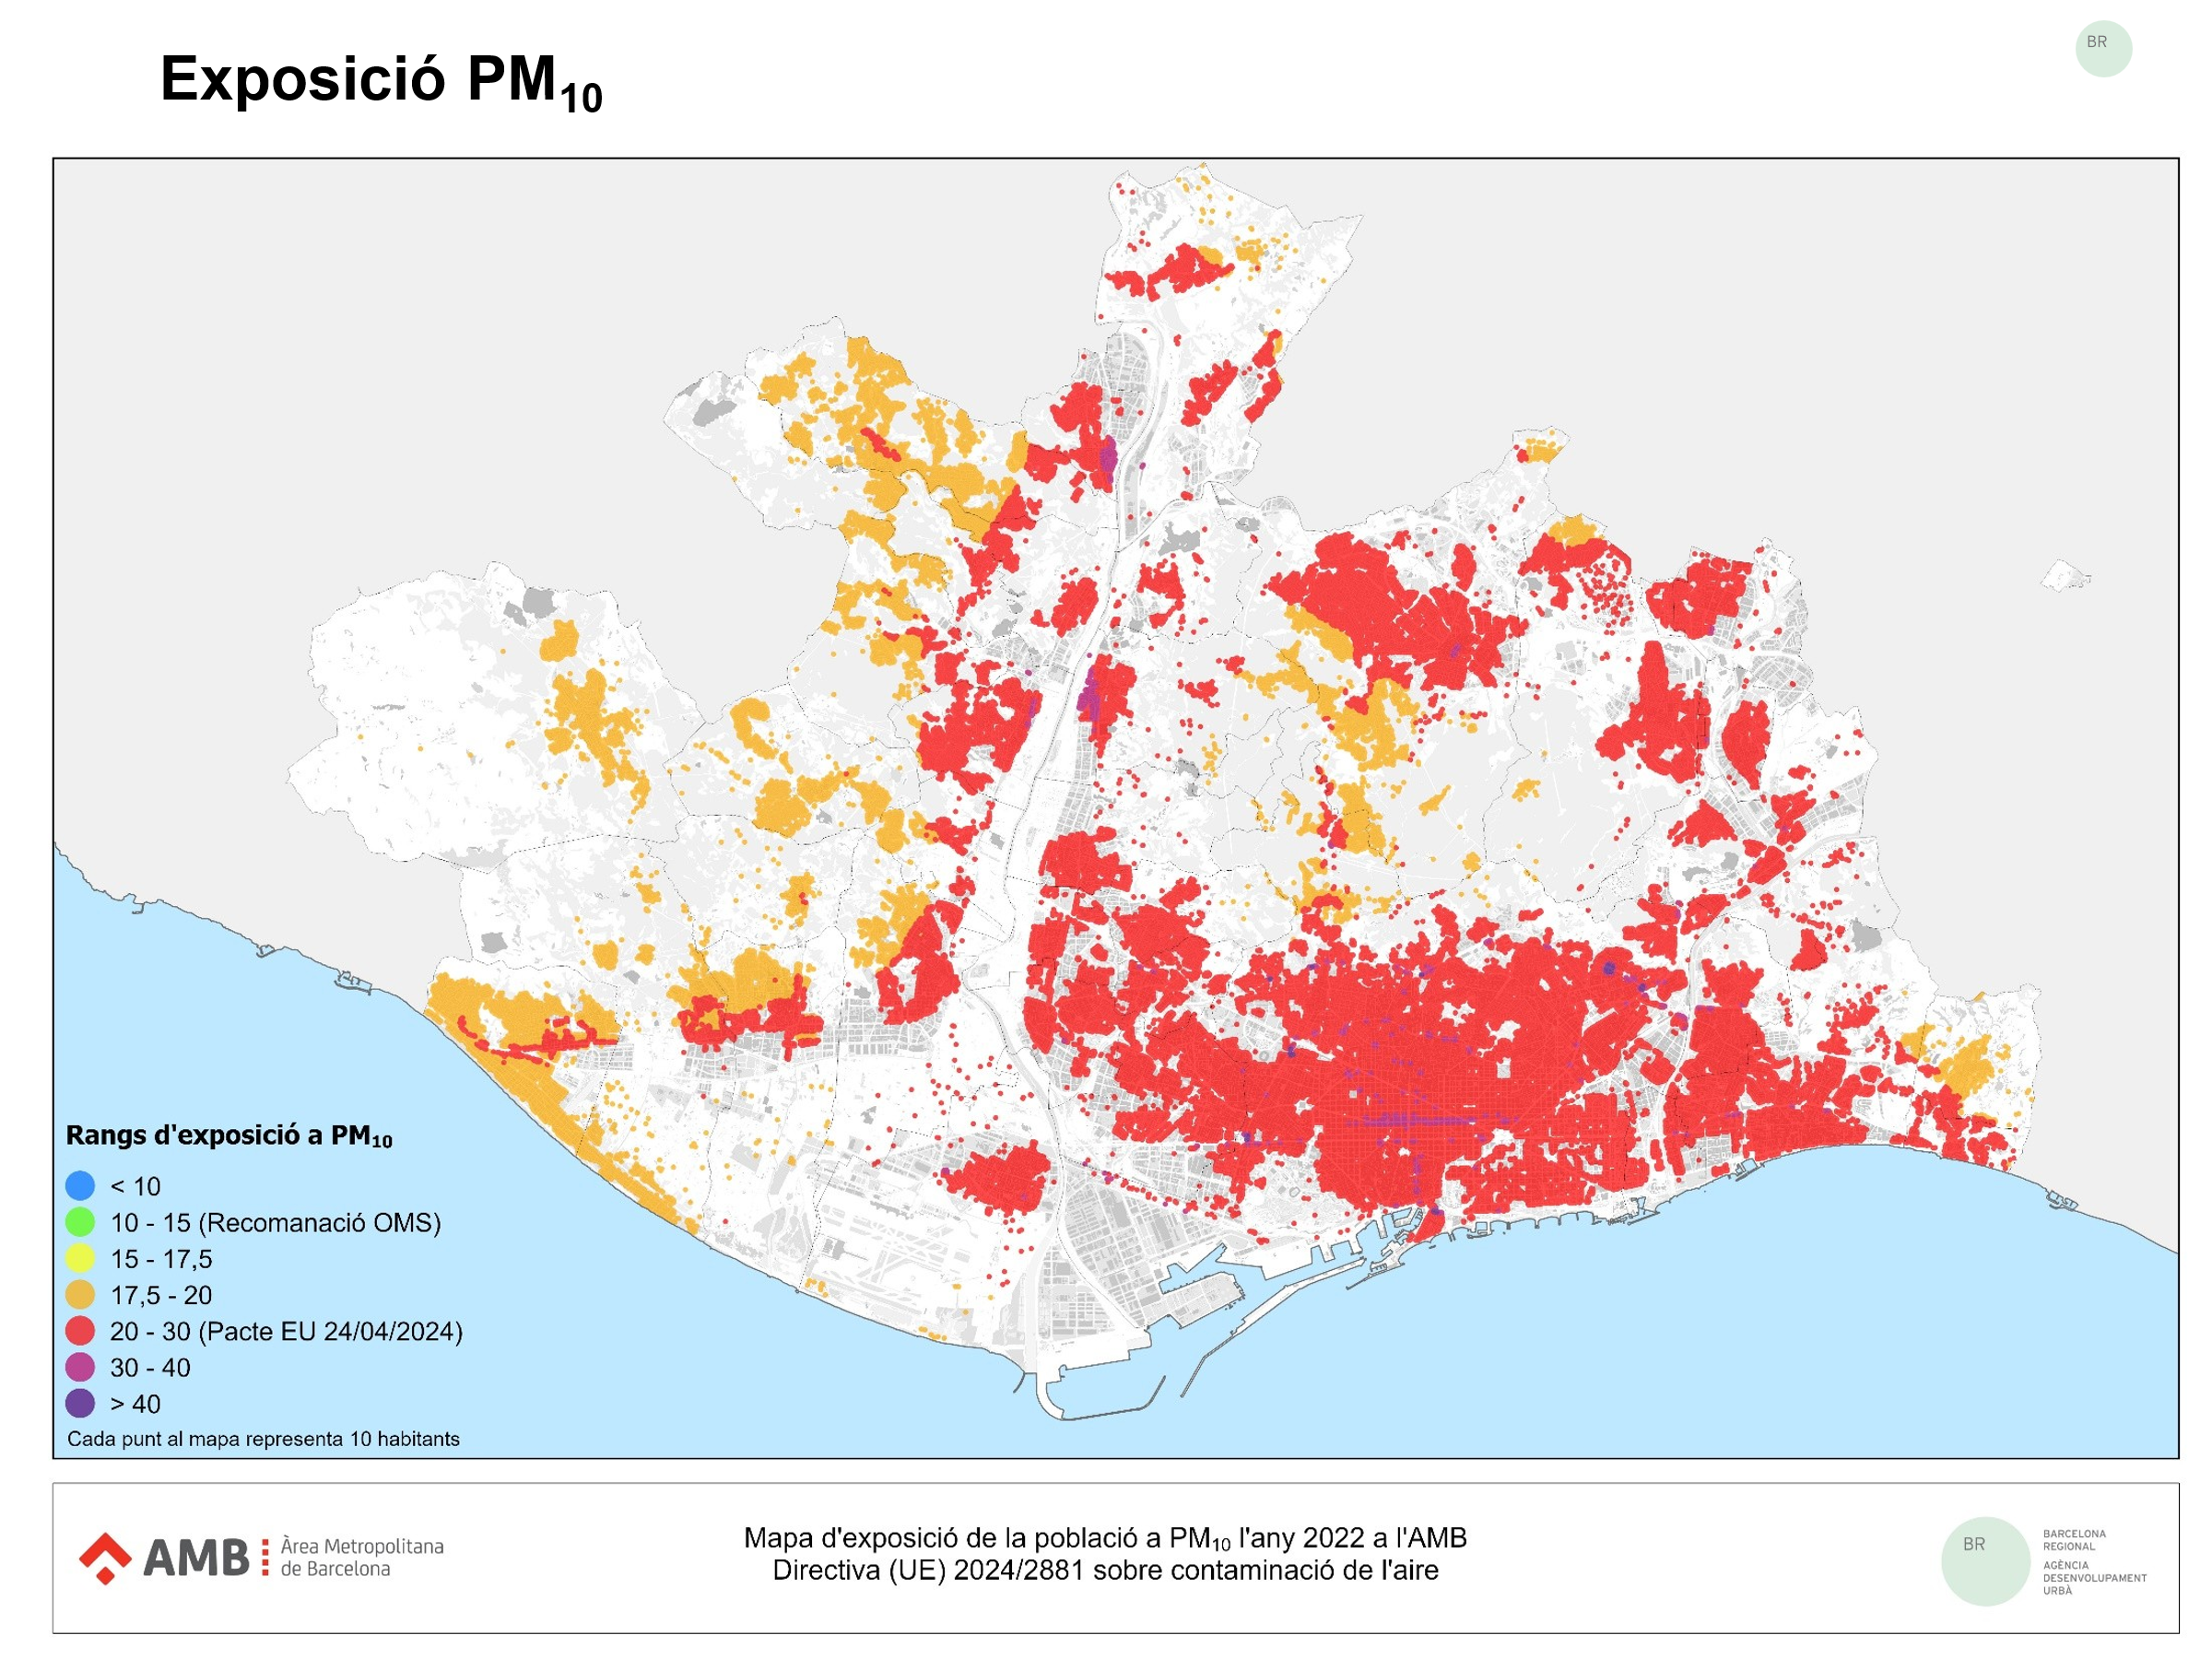 BR
Exposició PM₁₀
Rangs d'exposició a PM₁₀
< 10
10 - 15 (Recomanació OMS)
15 - 17,5
17,5 - 20
20 - 30 (Pacte EU 24/04/2024)
30 - 40
> 40
Cada punt al mapa representa 10 habitants
AMB Àrea Metropolitana
de Barcelona
Mapa d'exposició de la població a PM₁₀ l'any 2022 a l'AMB
Directiva (UE) 2024/2881 sobre contaminació de l'aire
BR
BARCELONA
REGIONAL
AGÈNCIA
DESENVOLUPAMENT
URBÀ